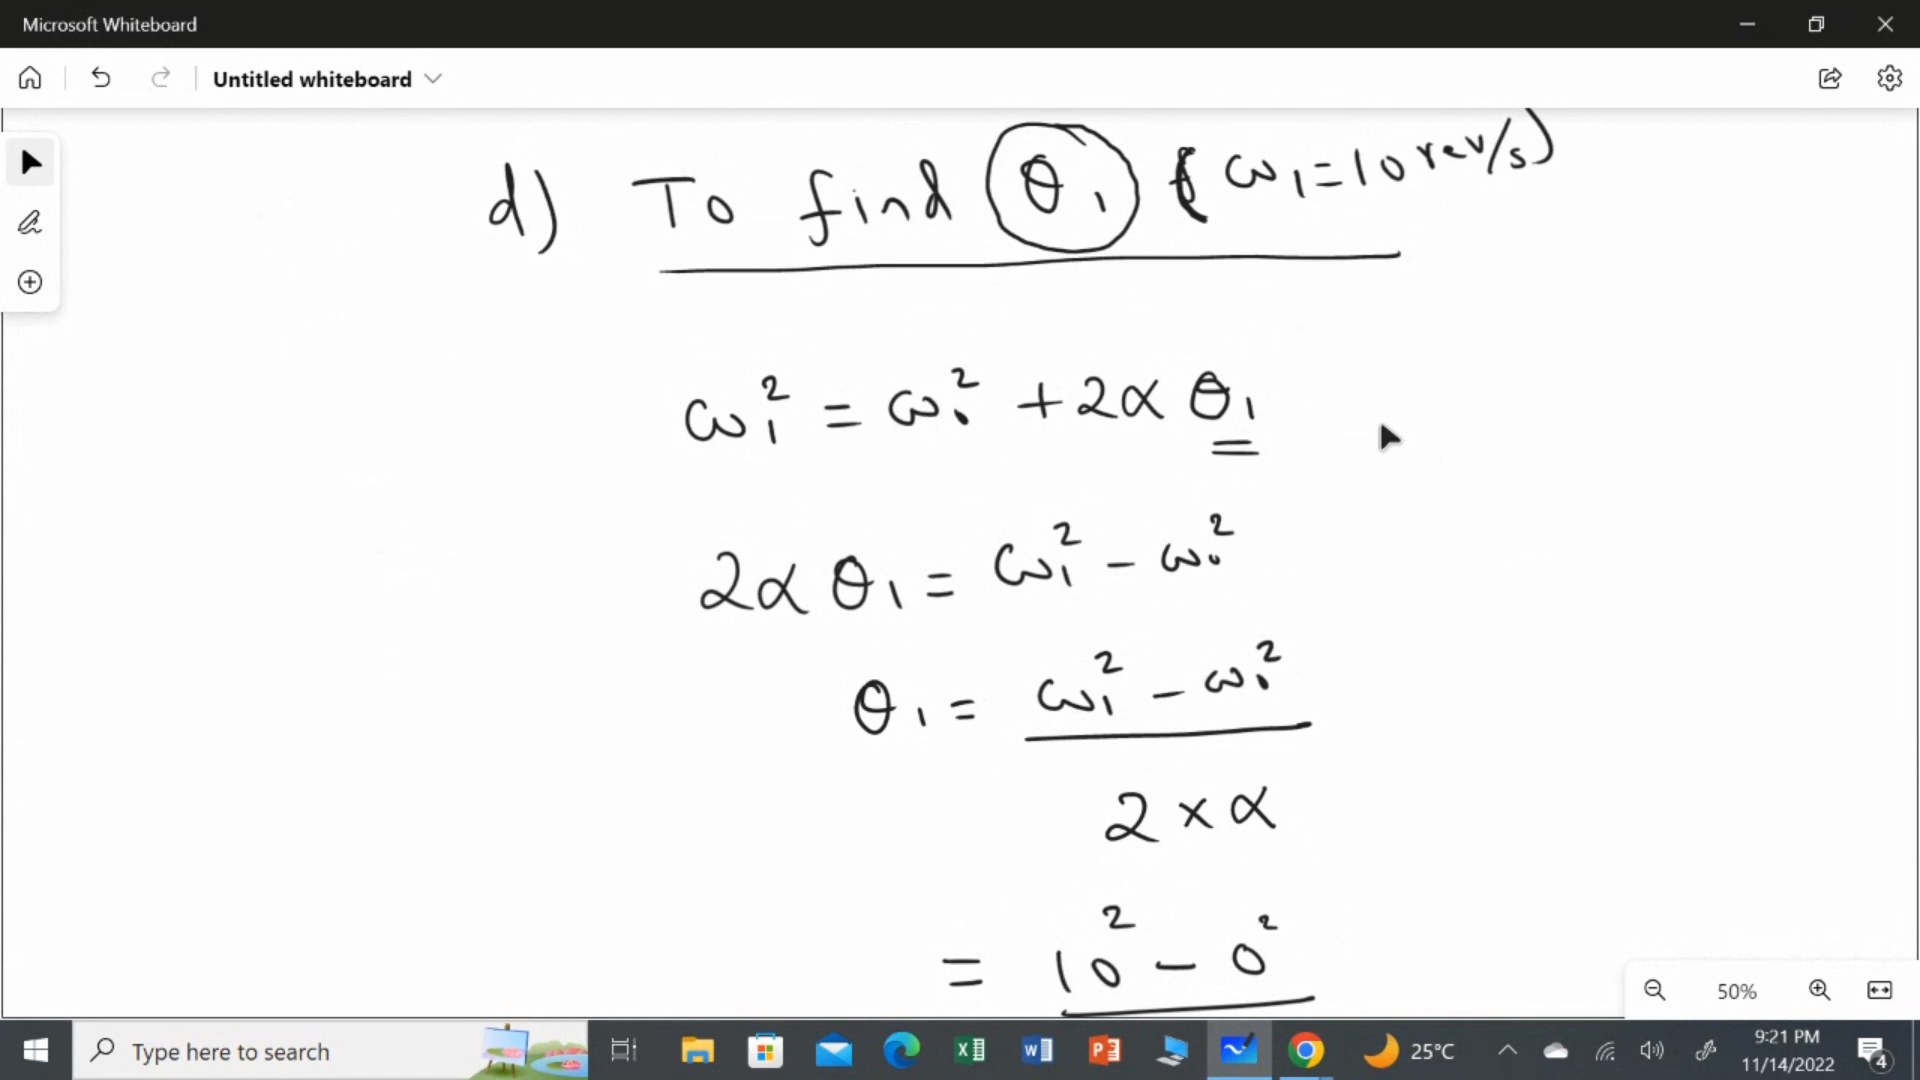 Microsoft Whiteboard
Untitled whiteboard
d) To find θ₁ (ω₁=10 rev/s)
ω₁² = ω₀² + 2α θ₁
2α θ₁ = ω₁² - ω₀²
θ₁ = ω₁² - ω₀²
2 × α
= 10² - 0²
50%
Type here to search
25°C
9:21 PM
11/14/2022
4